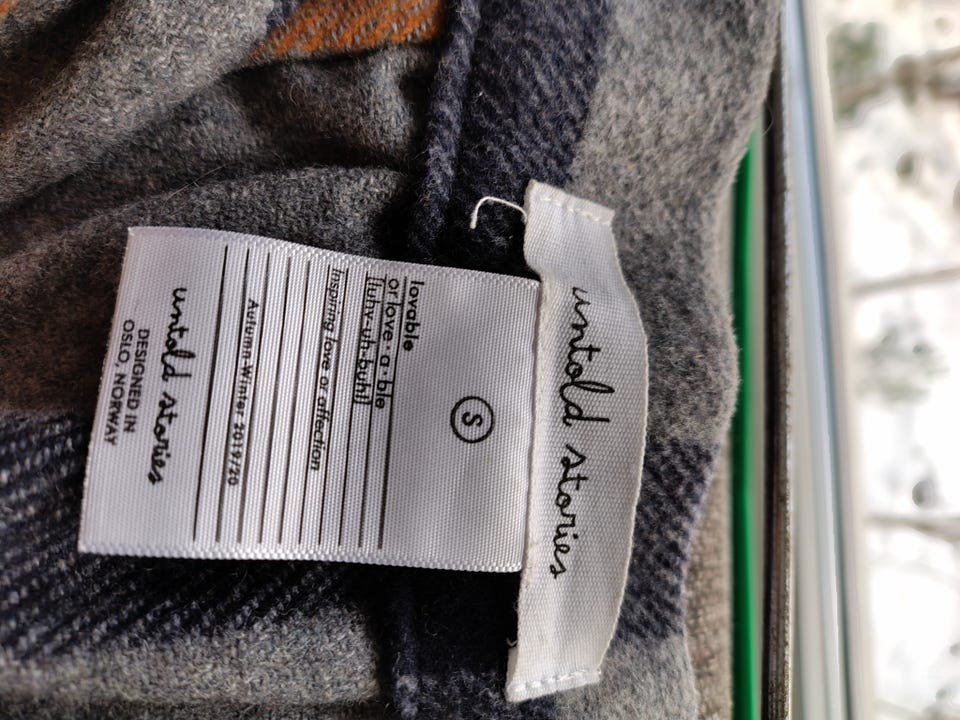 untold stories
S
lovable
or love·a·ble
[luhv-uh-buhl]
Inspiring love or affection
Autumn-Winter 2019/20
untold stories
DESIGNED IN
OSLO, NORWAY